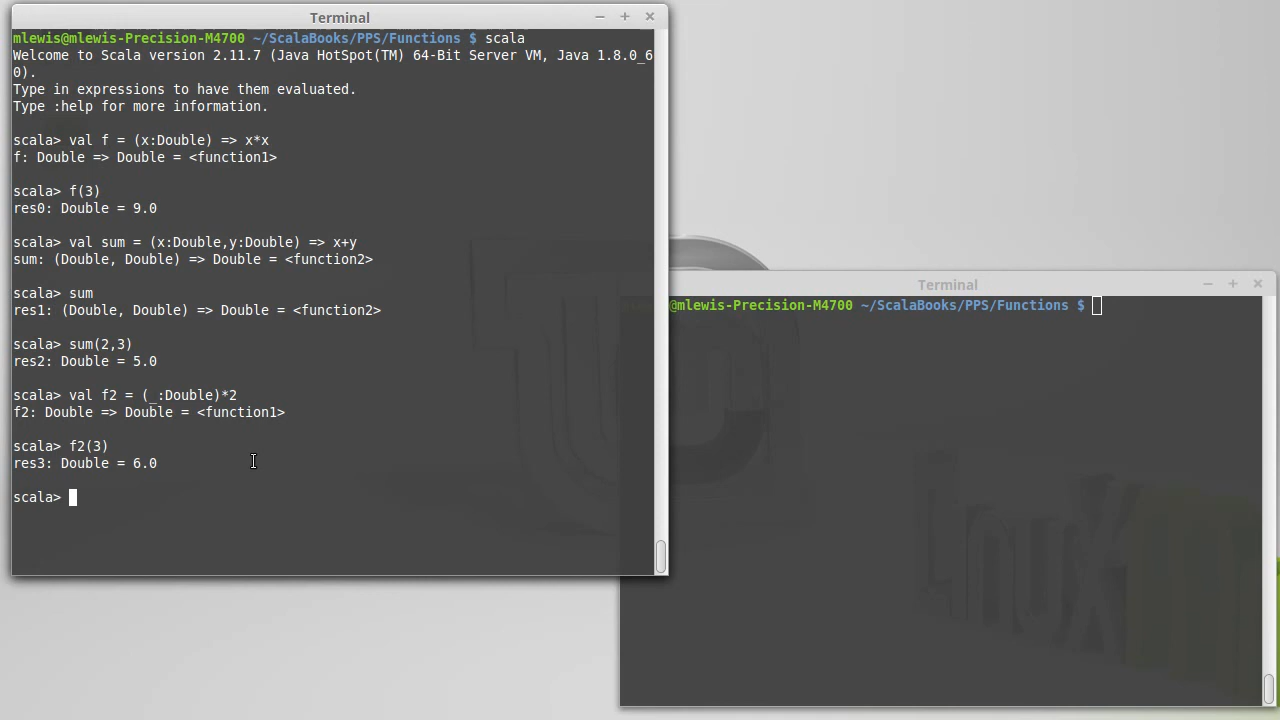 Terminal
mlewis@mlewis-Precision-M4700 ~/ScalaBooks/PPS/Functions $ scala
Welcome to Scala version 2.11.7 (Java HotSpot(TM) 64-Bit Server VM, Java 1.8.0_6
0).
Type in expressions to have them evaluated.
Type :help for more information.
scala> val f = (x:Double) => x*x
f: Double => Double = <function1>
scala> f(3)
res0: Double = 9.0
scala> val sum = (x:Double,y:Double) => x+y
sum: (Double, Double) => Double = <function2>
scala> sum
res1: (Double, Double) => Double = <function2>
scala> sum(2,3)
res2: Double = 5.0
scala> val f2 = (_:Double)*2
f2: Double => Double = <function1>
scala> f2(3)
res3: Double = 6.0
scala>
Terminal
@mlewis-Precision-M4700 ~/ScalaBooks/PPS/Functions $